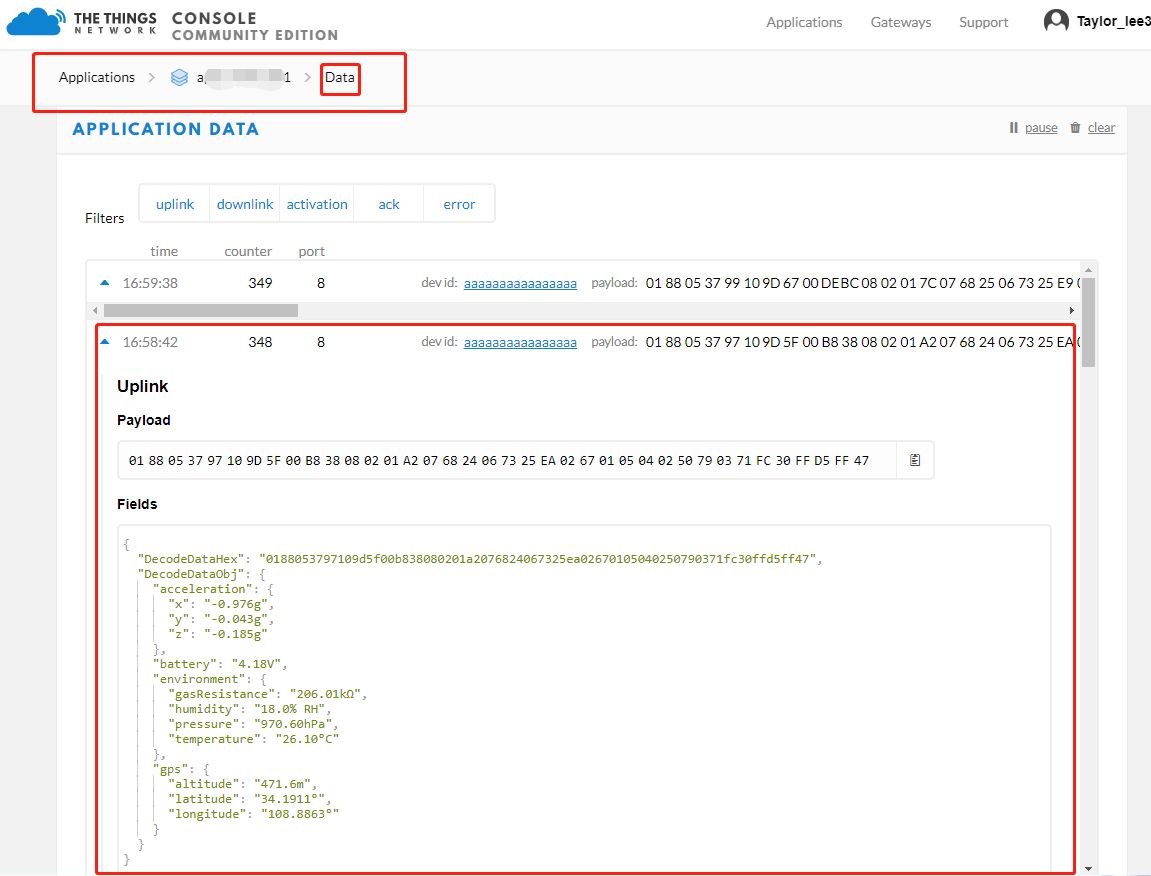 THE THINGS NETWORK CONSOLE COMMUNITY EDITION
Applications Gateways Support Taylor_lee3
Applications a 1 Data
APPLICATION DATA
pause clear
Filters uplink downlink activation ack error
time counter port
16:59:38 349 8 dev id: aaaaaaaaaaaaaaaa payload: 01 88 05 37 99 10 9D 67 00 DE BC 08 02 01 7C 07 68 25 06 73 25 E9
16:58:42 348 8 dev id: aaaaaaaaaaaaaaaa payload: 01 88 05 37 97 10 9D 5F 00 B8 38 08 02 01 A2 07 68 24 06 73 25 EA
Uplink
Payload
01 88 05 37 97 10 9D 5F 00 B8 38 08 02 01 A2 07 68 24 06 73 25 EA 02 67 01 05 04 02 50 79 03 71 FC 30 FF D5 FF 47
Fields
{
"DecodeDataHex": "0188053797109d5f00b838080201a2076824067325ea02670105040250790371fc30ffd5ff47",
"DecodeDataObj": {
"acceleration": {
"x": "-0.976g",
"y": "-0.043g",
"z": "-0.185g"
},
"battery": "4.18V",
"environment": {
"gasResistance": "206.01kΩ",
"humidity": "18.0% RH",
"pressure": "970.60hPa",
"temperature": "26.10°C"
},
"gps": {
"altitude": "471.6m",
"latitude": "34.1911°",
"longitude": "108.8863°"
}
}
}